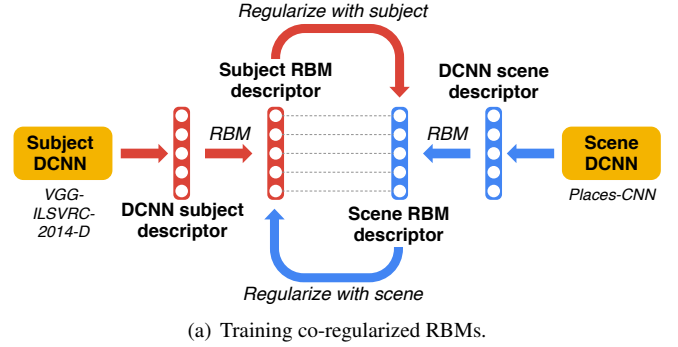 Regularize with subject
Subject RBM
descriptor
DCNN scene
descriptor
Subject
DCNN
RBM
RBM
Scene
DCNN
VGG-
ILSVRC-
2014-D
DCNN subject
descriptor
Scene RBM
descriptor
Places-CNN
Regularize with scene
(a) Training co-regularized RBMs.